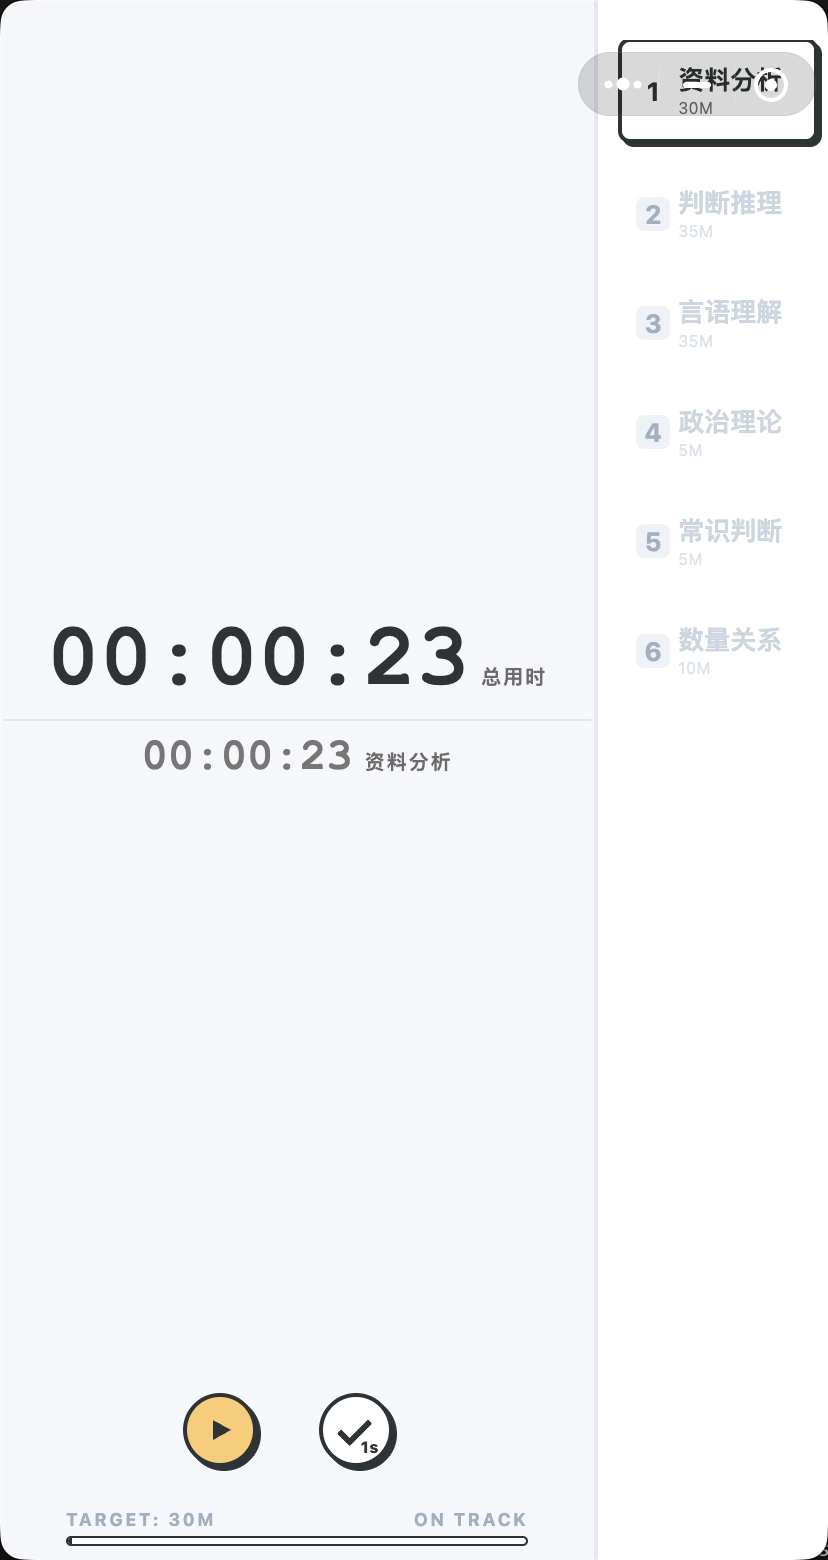 00:00:23 总用时
00:00:23 资料分析
1s
TARGET: 30M
ON TRACK
1 资料分析
30M
2 判断推理
35M
3 言语理解
35M
4 政治理论
5M
5 常识判断
5M
6 数量关系
10M